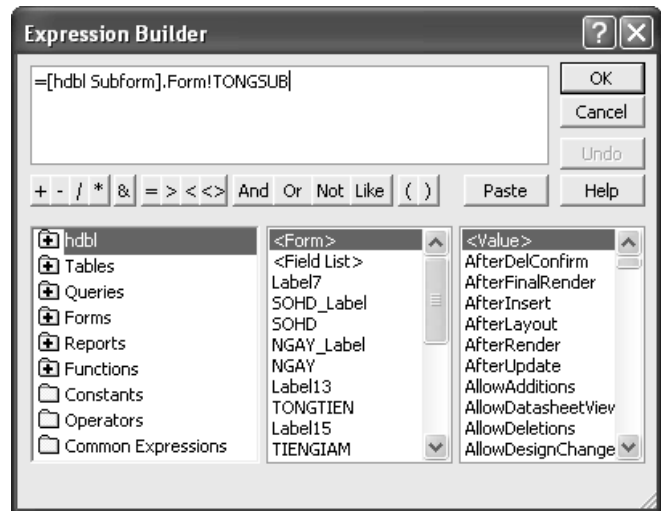 Expression Builder
=[hdbl Subform].Form!TONGSUB
OK
Cancel
Undo
+ - / * & = > < <> And Or Not Like ( ) Paste Help
hdbl
Tables
Queries
Forms
Reports
Functions
Constants
Operators
Common Expressions
<Form>
<Field List>
Label7
SOHD_Label
SOHD
NGAY_Label
NGAY
Label13
TONGTIEN
Label15
TIENGIAM
<Value>
AfterDelConfirm
AfterFinalRender
AfterInsert
AfterLayout
AfterRender
AfterUpdate
AllowAdditions
AllowDatasheetView
AllowDeletions
AllowDesignChange